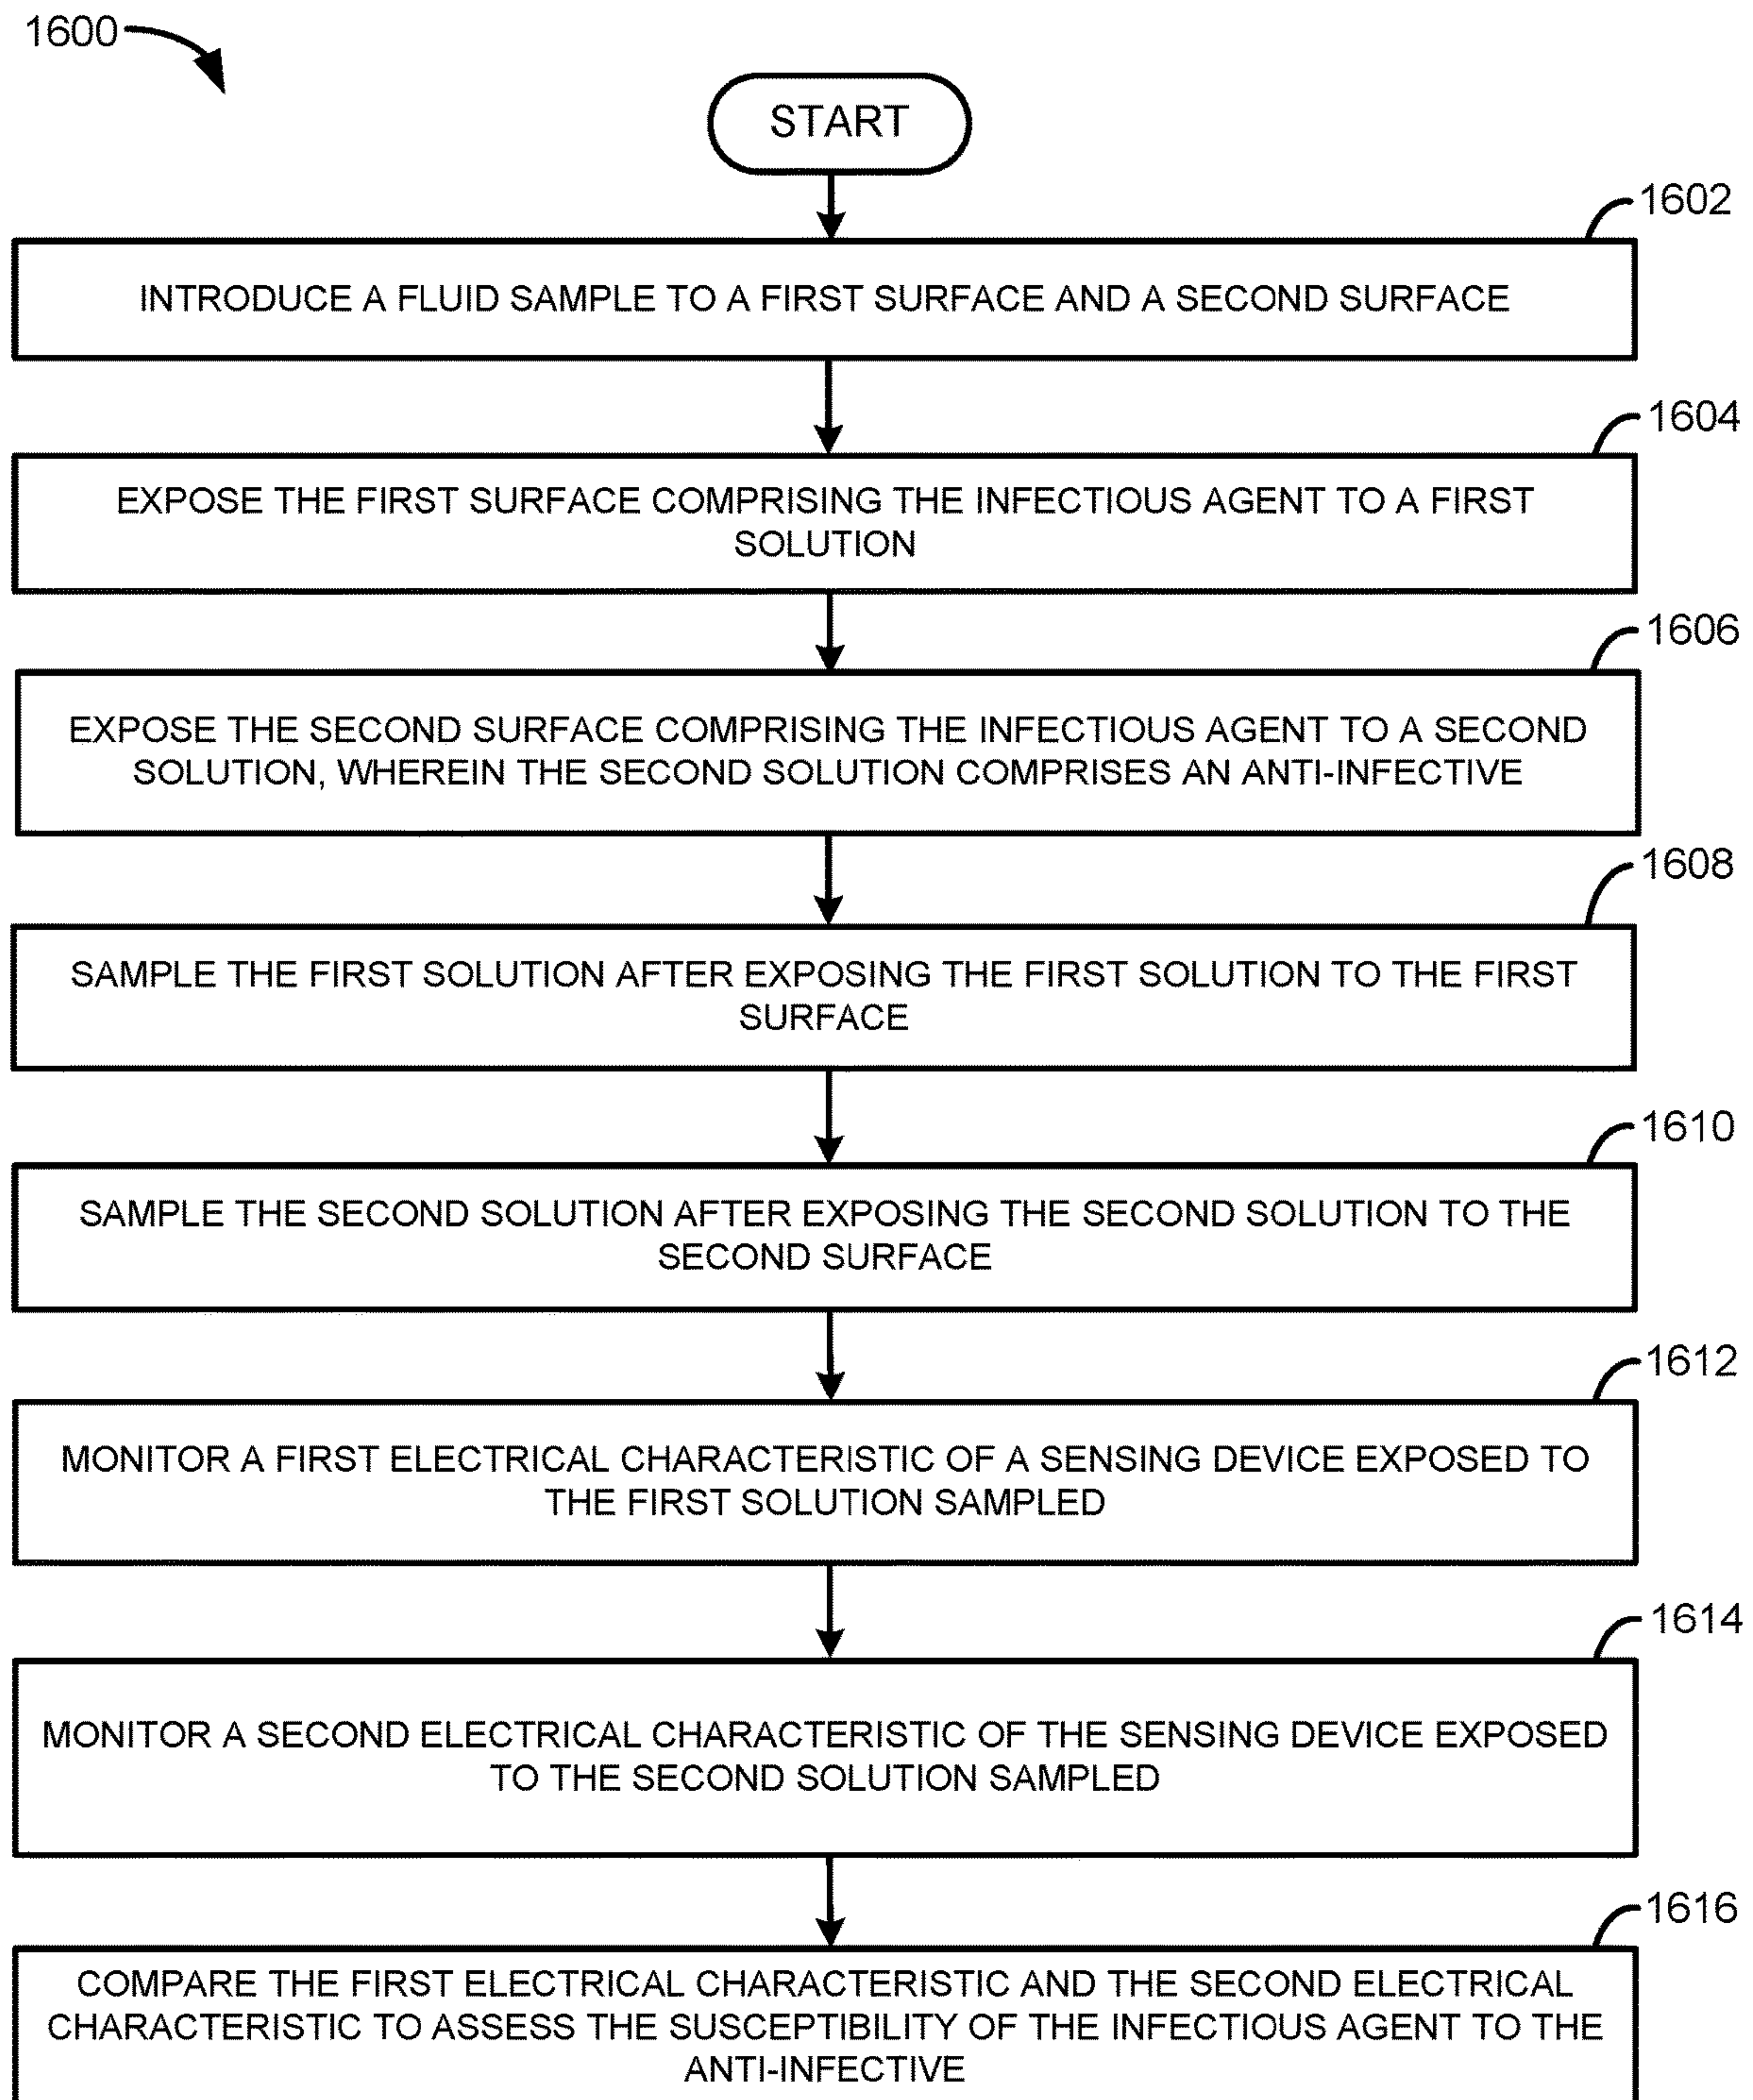 1600
START
1602
INTRODUCE A FLUID SAMPLE TO A FIRST SURFACE AND A SECOND SURFACE
1604
EXPOSE THE FIRST SURFACE COMPRISING THE INFECTIOUS AGENT TO A FIRST
SOLUTION
1606
EXPOSE THE SECOND SURFACE COMPRISING THE INFECTIOUS AGENT TO A SECOND
SOLUTION, WHEREIN THE SECOND SOLUTION COMPRISES AN ANTI-INFECTIVE
1608
SAMPLE THE FIRST SOLUTION AFTER EXPOSING THE FIRST SOLUTION TO THE FIRST
SURFACE
1610
SAMPLE THE SECOND SOLUTION AFTER EXPOSING THE SECOND SOLUTION TO THE
SECOND SURFACE
1612
MONITOR A FIRST ELECTRICAL CHARACTERISTIC OF A SENSING DEVICE EXPOSED TO
THE FIRST SOLUTION SAMPLED
1614
MONITOR A SECOND ELECTRICAL CHARACTERISTIC OF THE SENSING DEVICE EXPOSED
TO THE SECOND SOLUTION SAMPLED
1616
COMPARE THE FIRST ELECTRICAL CHARACTERISTIC AND THE SECOND ELECTRICAL
CHARACTERISTIC TO ASSESS THE SUSCEPTIBILITY OF THE INFECTIOUS AGENT TO THE
ANTI-INFECTIVE